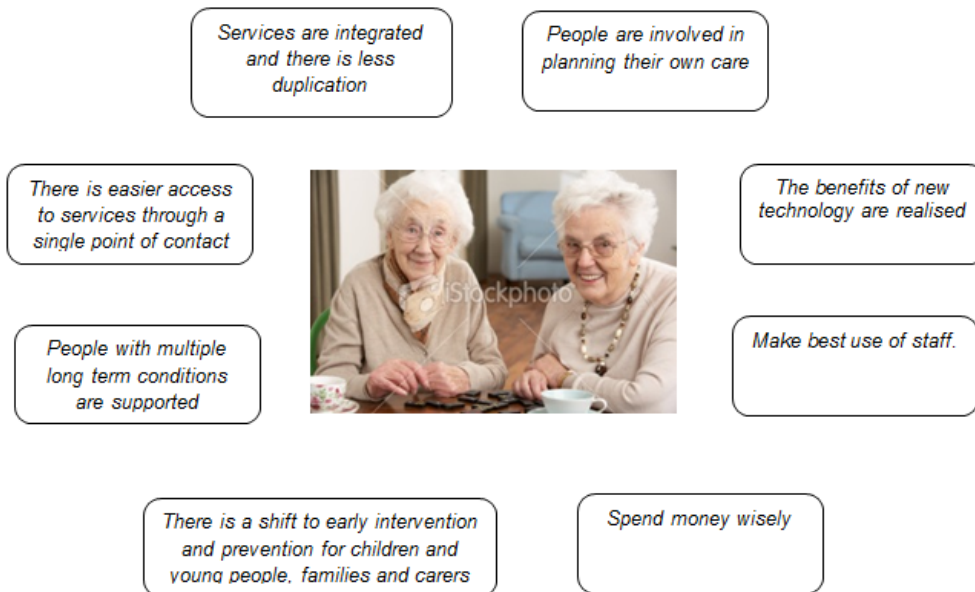 Services are integrated
and there is less
duplication
People are involved in
planning their own care
There is easier access
to services through a
single point of contact
The benefits of new
technology are realised
iStockphoto
People with multiple
long term conditions
are supported
Make best use of staff.
There is a shift to early intervention
and prevention for children and
young people, families and carers
Spend money wisely